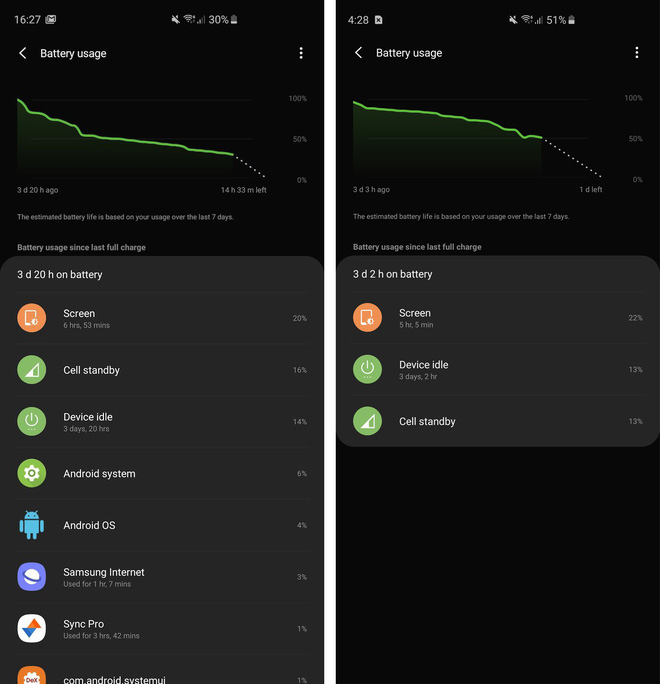 16:27
30%
Battery usage
100%
50%
0%
3 d 20 h ago
14 h 33 m left
The estimated battery life is based on your usage over the last 7 days.
Battery usage since last full charge
3 d 20 h on battery
Screen
6 hrs, 53 mins
20%
Cell standby
16%
Device idle
3 days, 20 hrs
14%
Android system
6%
Android OS
4%
Samsung Internet
Used for 1 hr, 7 mins
3%
Sync Pro
Used for 3 hrs, 42 mins
1%
DeX
com.android.systemui
1%
4:28
51%
Battery usage
100%
50%
0%
3 d 3 h ago
1 d left
The estimated battery life is based on your usage over the last 7 days.
Battery usage since last full charge
3 d 2 h on battery
Screen
5 hr, 5 min
22%
Device idle
3 days, 2 hr
13%
Cell standby
13%